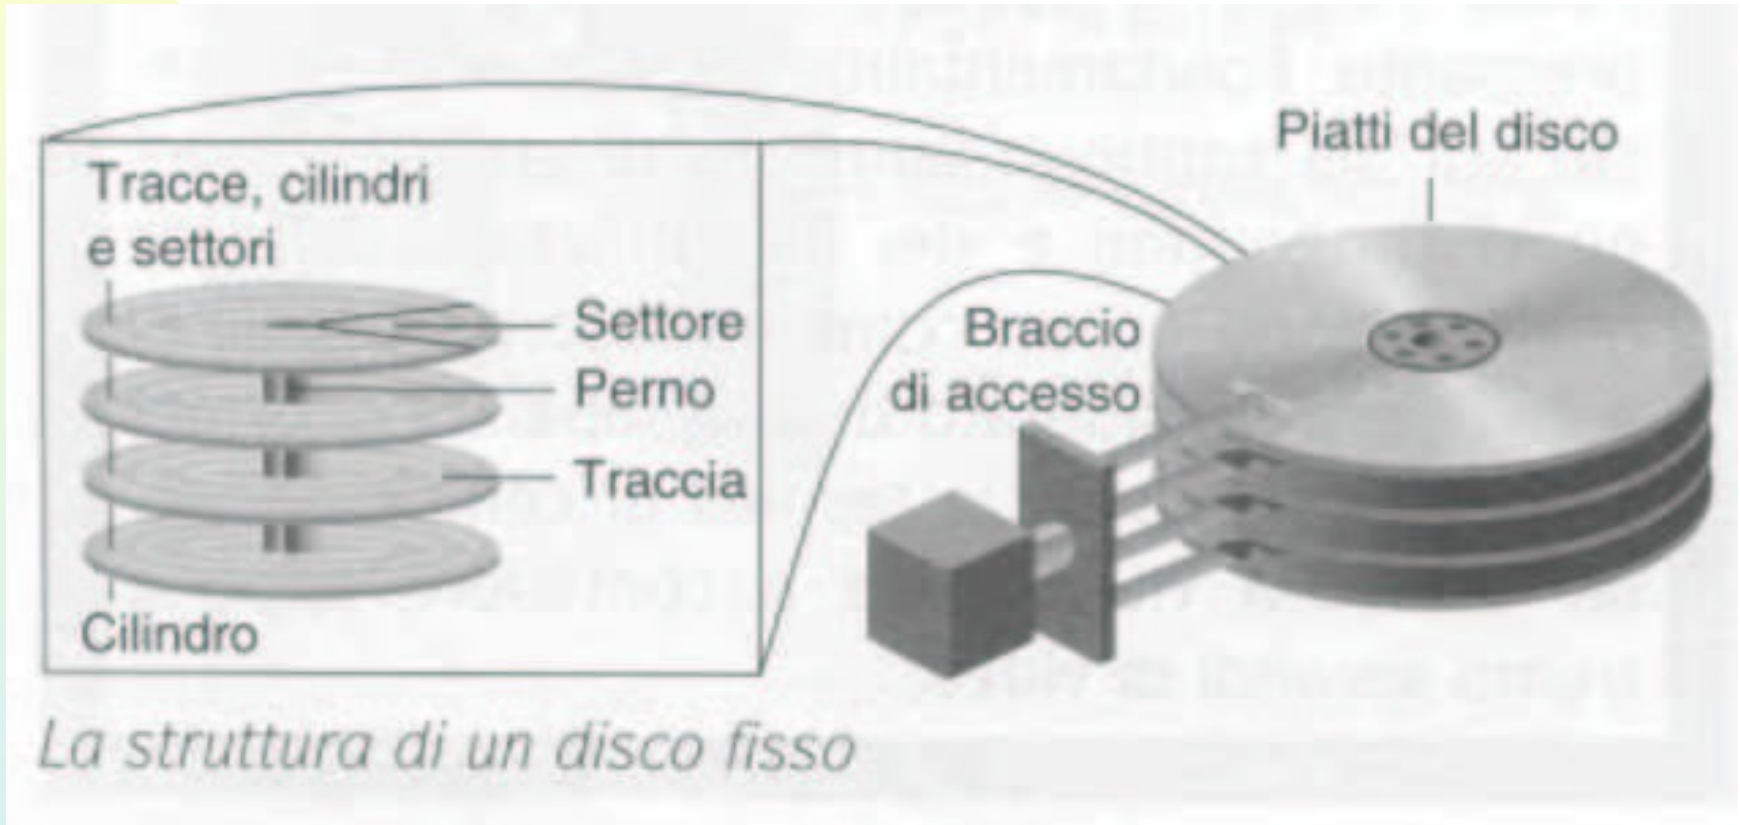 Tracce, cilindri
e settori
Settore
Perno
Traccia
Cilindro
Piatti del disco
Braccio
di accesso
La struttura di un disco fisso